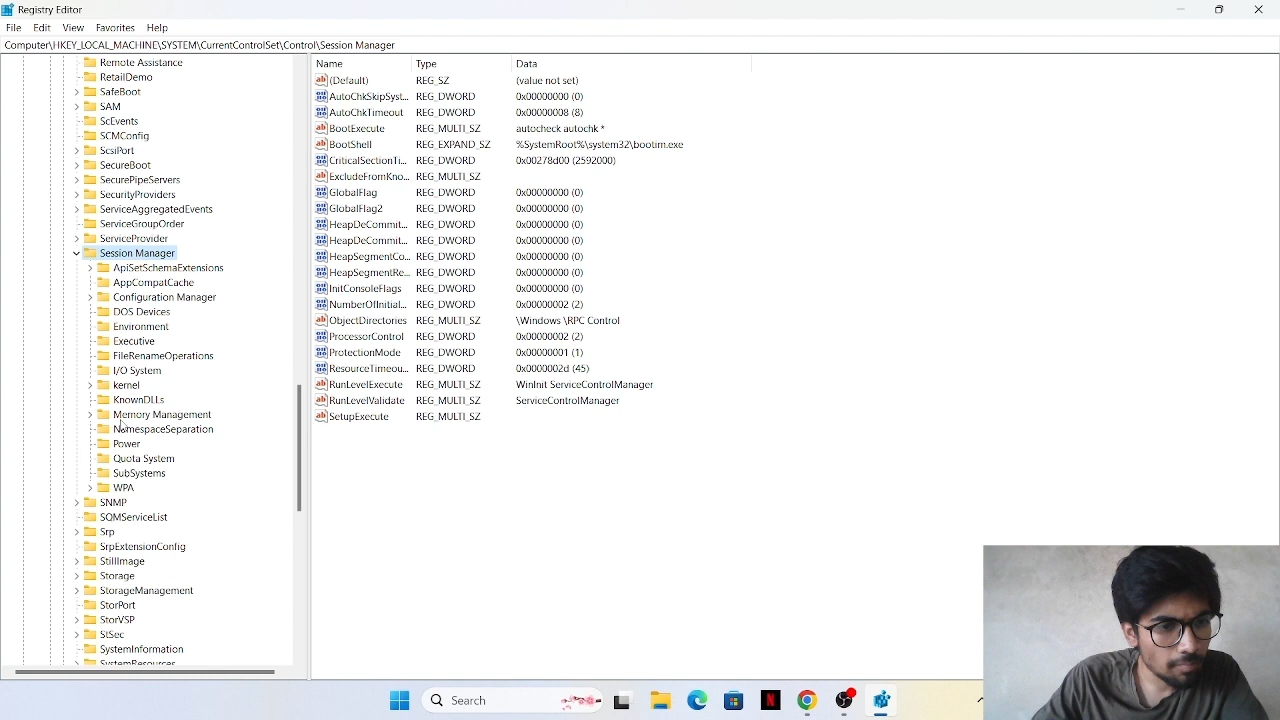 Registry Editor
File Edit View Favorites Help
Computer\HKEY_LOCAL_MACHINE\SYSTEM\CurrentControlSet\Control\Session Manager
Remote Assistance
RetailDemo
SafeBoot
SAM
ScEvents
SCMConfig
ScsiPort
SecureBoot
SecurePipeServers
SecurityProviders
ServiceAggregatedEvents
ServiceGroupOrder
ServiceProvider
Session Manager
ApiSetSchemaExtensions
AppCompatCache
Configuration Manager
DOS Devices
Environment
Executive
FileRenameOperations
I/O System
kernel
KnownDLLs
Memory Management
NamespaceSeparation
Power
Quota System
SubSystems
WPA
SNMP
SQMServiceList
Srp
SrpExtensionConfig
StillImage
Storage
StorageManagement
StorPort
StorVSP
StSec
SystemInformation
SystemResources
Name Type Data
(Default) REG_SZ (value not set)
AutoChkSkipSyst... REG_DWORD 0x00000000 (0)
AutoChkTimeout REG_DWORD 0x00000008 (8)
BootExecute REG_MULTI_SZ autocheck autochk *
BootShell REG_EXPAND_SZ %SystemRoot%\system32\bootim.exe
CriticalSectionTi... REG_DWORD 0x00278d00 (2592000)
ExcludeFromKno... REG_MULTI_SZ
GlobalFlag REG_DWORD 0x00000000 (0)
GlobalFlag2 REG_DWORD 0x00000000 (0)
HeapDeCommit... REG_DWORD 0x00000000 (0)
HeapDeCommit... REG_DWORD 0x00000000 (0)
HeapSegmentCo... REG_DWORD 0x00000000 (0)
HeapSegmentRe... REG_DWORD 0x00000000 (0)
InitConsoleFlags REG_DWORD 0x00000000 (0)
NumberOfInitial... REG_DWORD 0x00000002 (2)
ObjectDirectories REG_MULTI_SZ \Windows \RPC Control
ProcessorControl REG_DWORD 0x00000002 (2)
ProtectionMode REG_DWORD 0x00000001 (1)
ResourceTimeou... REG_DWORD 0x0000002d (45)
RunLevelExecute REG_MULTI_SZ WinInit ServiceControlManager
RunLevelValidate REG_MULTI_SZ ServiceControlManager
SetupExecute REG_MULTI_SZ
Search